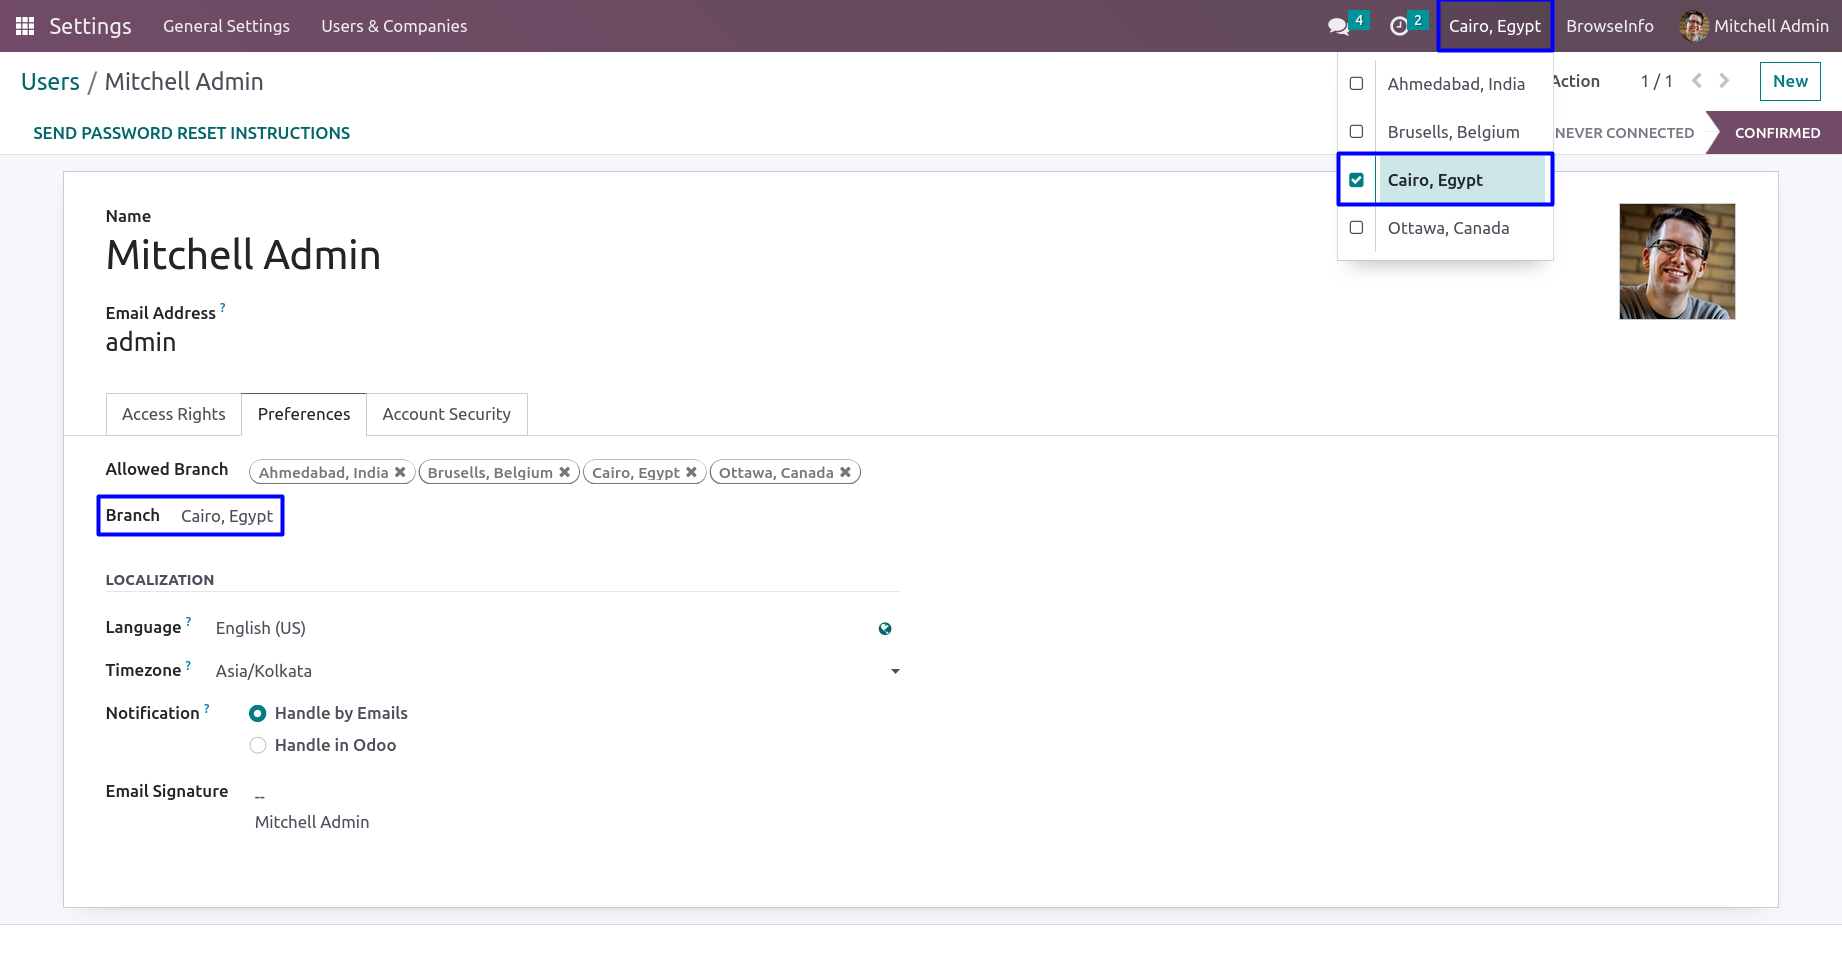 Settings General Settings Users & Companies 4 2 Cairo, Egypt BrowseInfo Mitchell Admin
Users / Mitchell Admin
Action 1 / 1 New
SEND PASSWORD RESET INSTRUCTIONS
NEVER CONNECTED CONFIRMED
Ahmedabad, India
Brusells, Belgium
Cairo, Egypt
Ottawa, Canada
Name
Mitchell Admin
Email Address ?
admin
Access Rights Preferences Account Security
Allowed Branch Ahmedabad, India Brusells, Belgium Cairo, Egypt Ottawa, Canada
Branch Cairo, Egypt
LOCALIZATION
Language ? English (US)
Timezone ? Asia/Kolkata
Notification ? Handle by Emails
Handle in Odoo
Email Signature --
Mitchell Admin